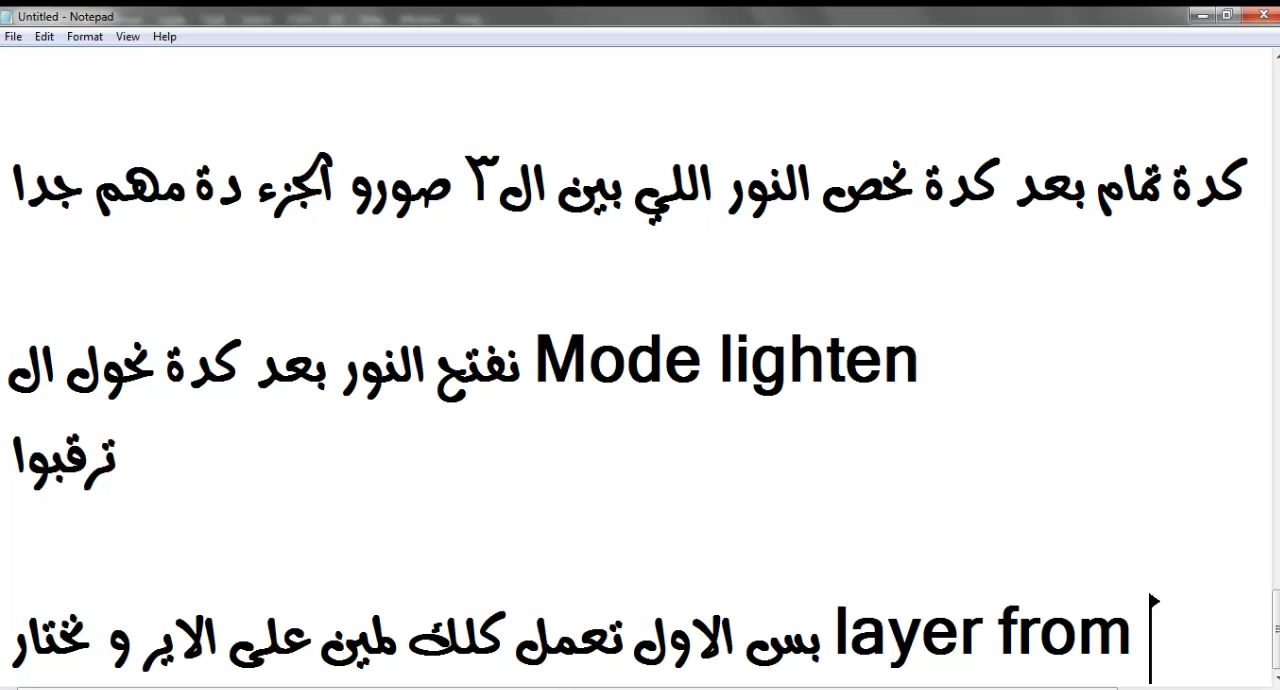 Untitled - Notepad
File Edit Format View Help
كدة تمام بعد كدة نخص النور اللي بين ال٣ صورو الجزء دة مهم جدا
نفتح النور بعد كدة نحول ال Mode lighten
ترقبوا
بس الاول تعمل كلك لمين على الاير و نختار layer from